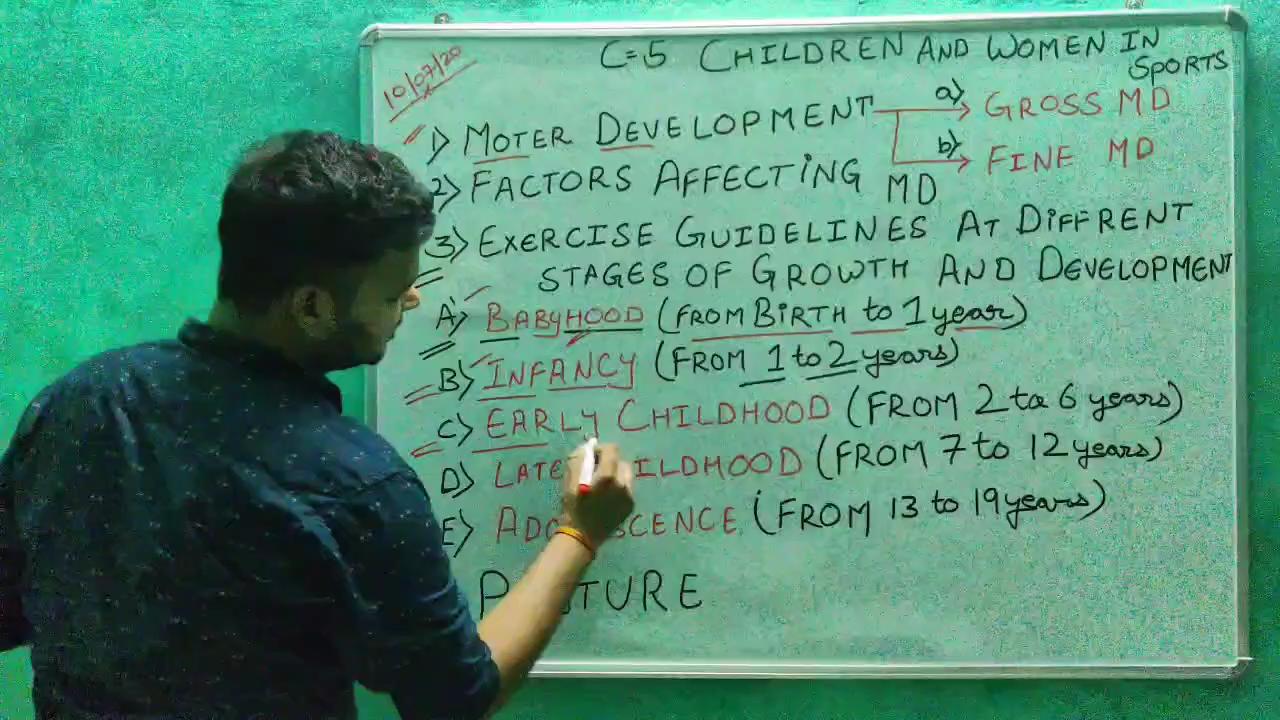 10/07/20
C=5 CHILDREN AND WOMEN IN
SPORTS
1) MOTER DEVELOPMENT a) GROSS MD
b) FINE MD
2) FACTORS AFFECTING MD
3) EXERCISE GUIDELINES AT DIFFRENT
STAGES OF GROWTH AND DEVELOPMENT
A) BABYHOOD (FROM BIRTH to 1 year)
B) INFANCY (FROM 1 to 2 years)
C) EARLY CHILDHOOD (FROM 2 to 6 years)
D) LATE ILDHOOD (FROM 7 to 12 years)
E) ADO SCENCE (FROM 13 to 19 years)
P TURE